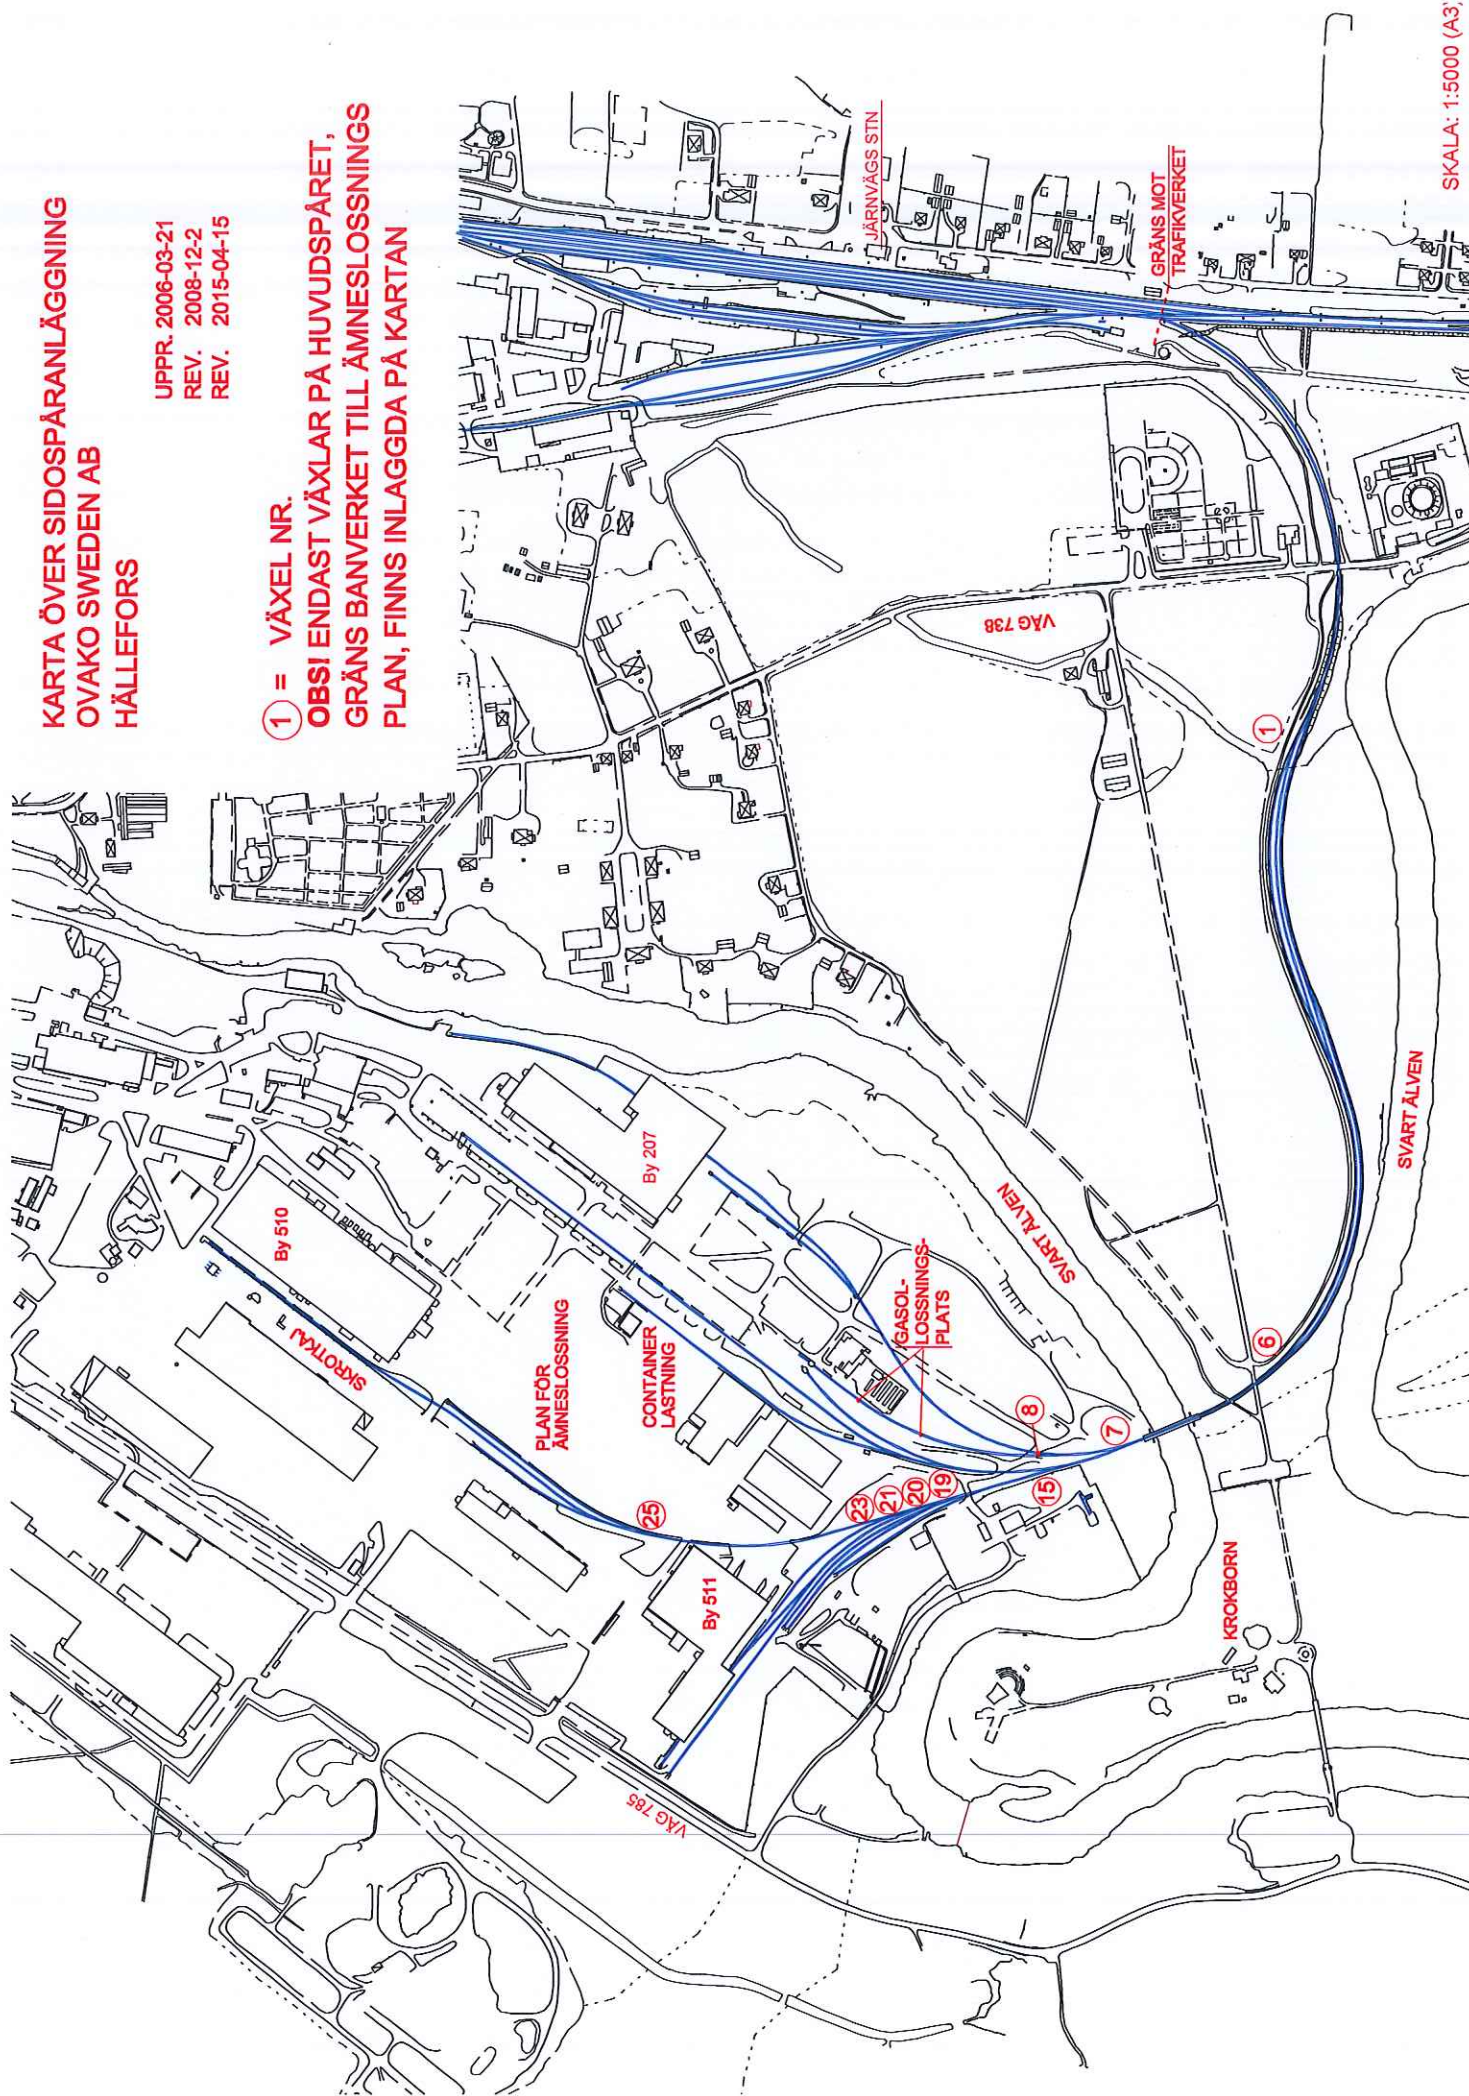 KARTA ÖVER SIDOSPÅRANLÄGGNING
OVAKO SWEDEN AB
HÄLLEFORS
UPPR. 2006-03-21
REV. 2008-12-2
REV. 2015-04-15
1 = VÄXEL NR.
OBS! ENDAST VÄXLAR PÅ HUVUDSPÅRET,
GRÄNS BANVERKET TILL ÄMNESLOSSNINGS
PLAN, FINNS INLAGGDA PÅ KARTAN
JÄRNVÄGS STN
GRÄNS MOT
TRAFIKVERKET
SKALA: 1:5000 (A3)
VÄG 738
1
SVART ÄLVEN
6
SVART ÄLVEN
By 207
By 510
SKROTKAJ
PLAN FÖR
ÄMNESLOSSNING
CONTAINER
LASTNING
GASOL-
LOSSNINGS-
PLATS
8
7
15
19
20
21
23
25
By 511
KROKBORN
VÄG 785